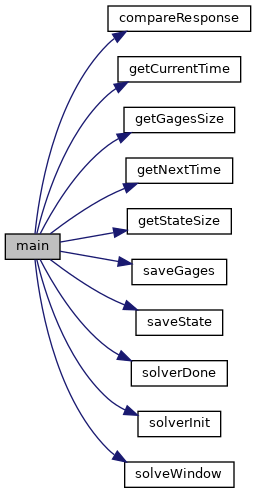 main
compareResponse
getCurrentTime
getGagesSize
getNextTime
getStateSize
saveGages
saveState
solverDone
solverInit
solveWindow